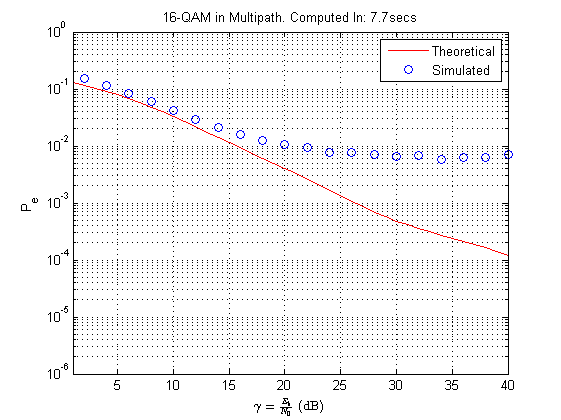 16-QAM in Multipath. Computed In: 7.7secs
10^0
10^-1
10^-2
10^-3
10^-4
10^-5
10^-6
P_e
Theoretical
Simulated
5 10 15 20 25 30 35 40
γ = E_b/N_0 (dB)